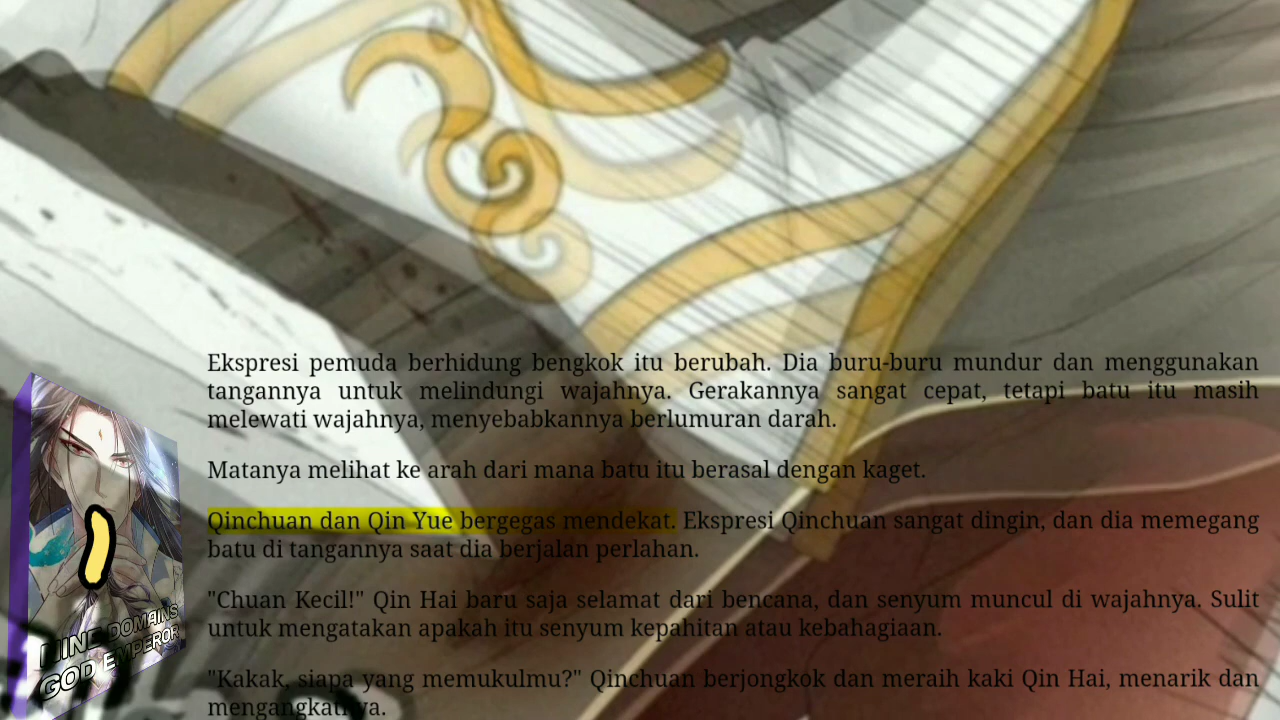 Ekspresi pemuda berhidung bengkok itu berubah. Dia buru-buru mundur dan menggunakan
tangannya untuk melindungi wajahnya. Gerakannya sangat cepat, tetapi batu itu masih
melewati wajahnya, menyebabkannya berlumuran darah.
Matanya melihat ke arah dari mana batu itu berasal dengan kaget.
Qinchuan dan Qin Yue bergegas mendekat. Ekspresi Qinchuan sangat dingin, dan dia memegang
batu di tangannya saat dia berjalan perlahan.
"Chuan Kecil!" Qin Hai baru saja selamat dari bencana, dan senyum muncul di wajahnya. Sulit
untuk mengatakan apakah itu senyum kepahitan atau kebahagiaan.
"Kakak, siapa yang memukulmu?" Qinchuan berjongkok dan meraih kaki Qin Hai, menarik dan
mengangkatnya.
1
NINE DOMAINS
GOD EMPEROR